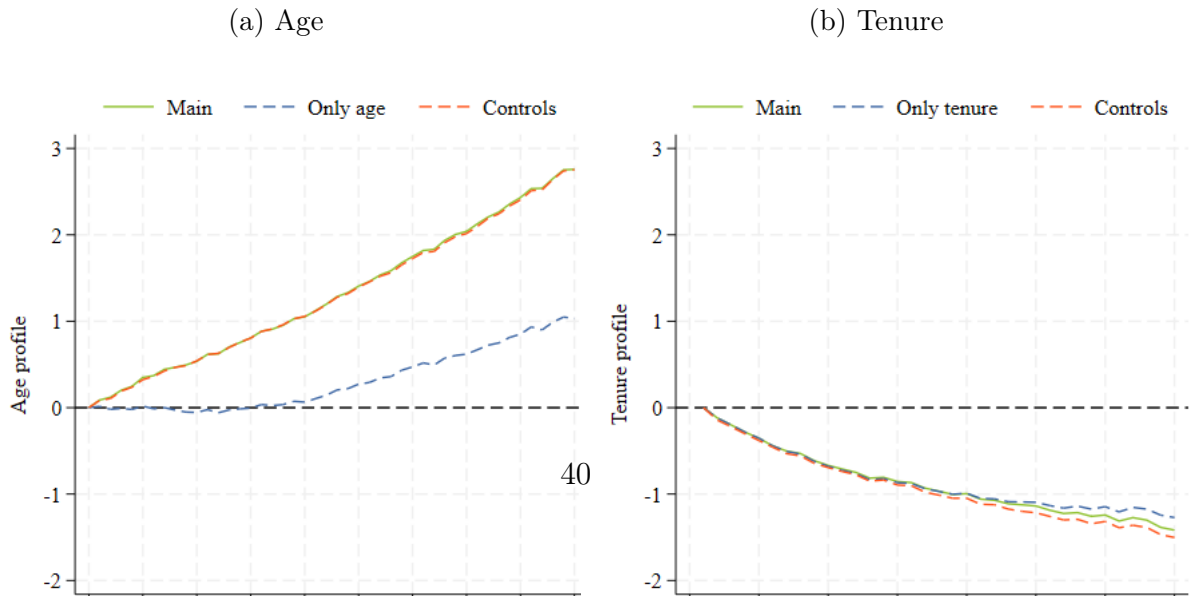 (a) Age
(b) Tenure
Main Only age Controls
Main Only tenure Controls
3
2
1
0
-1
-2
Age profile
3
2
1
0
-1
-2
Tenure profile
40